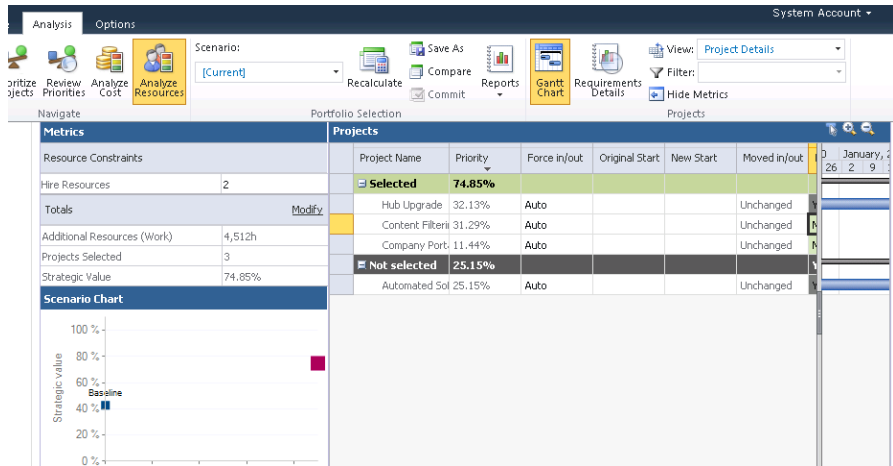 System Account
Analysis Options
Prioritize Projects
Review Priorities
Analyze Cost
Analyze Resources
Navigate
Scenario:
[Current]
Recalculate
Save As
Compare
Commit
Reports
Portfolio Selection
Gantt Chart
Requirements Details
View: Project Details
Filter:
Hide Metrics
Projects
Metrics
Resource Constraints
Hire Resources 2
Totals Modify
Additional Resources (Work) 4,512h
Projects Selected 3
Strategic Value 74.85%
Scenario Chart
100 %
80 %
60 %
Baseline
40 %
20 %
0 %
Strategic value
Projects
Project Name Priority Force in/out Original Start New Start Moved in/out
January, 2
26 2 9
Selected 74.85%
Hub Upgrade 32.13% Auto Unchanged
Content Filterin 31.29% Auto Unchanged
Company Port 11.44% Auto Unchanged
Not selected 25.15%
Automated Sol 25.15% Auto Unchanged